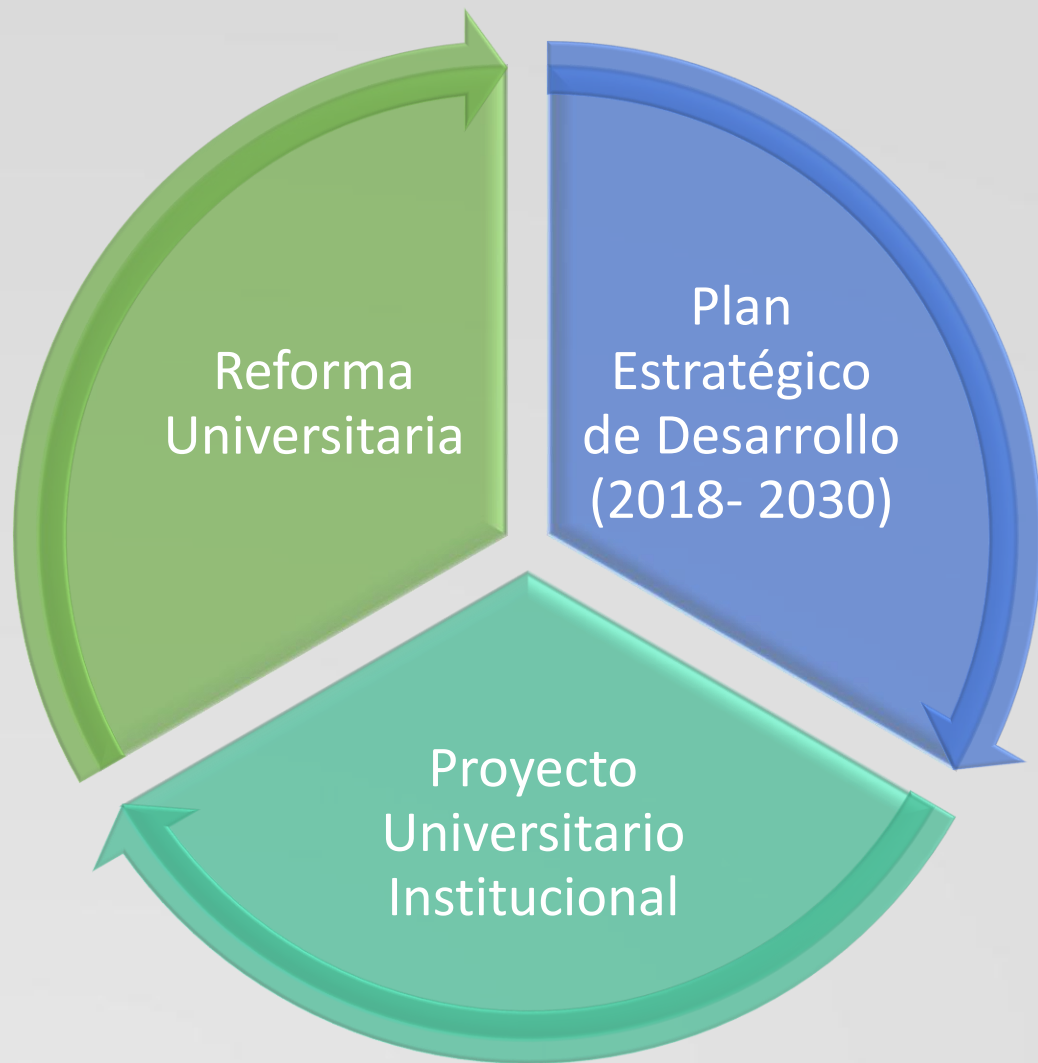 Reforma
Universitaria
Plan
Estratégico
de Desarrollo
(2018- 2030)
Proyecto
Universitario
Institucional